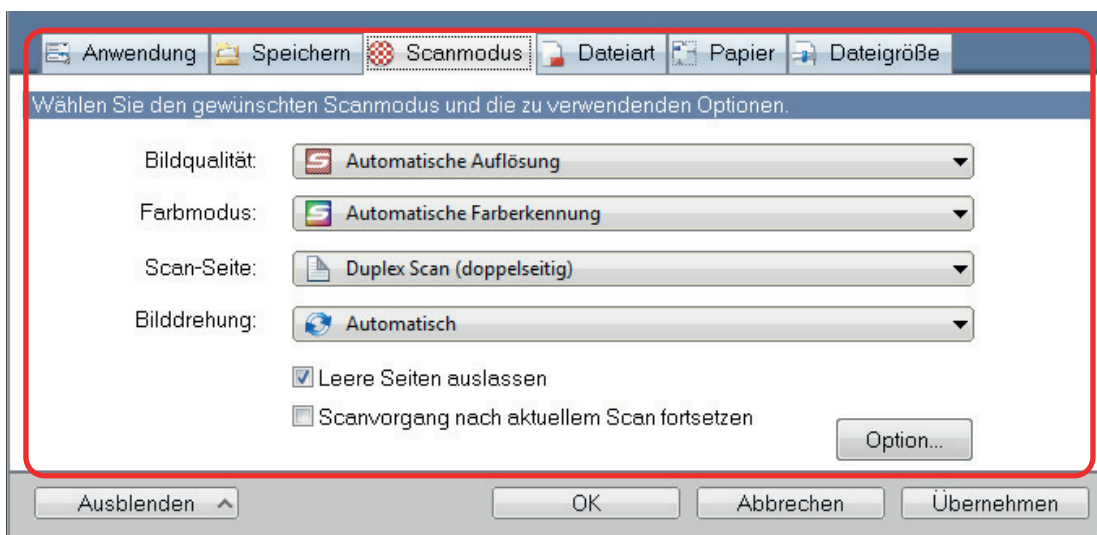 Anwendung Speichern Scanmodus Dateiart Papier Dateigröße
Wählen Sie den gewünschten Scanmodus und die zu verwendenden Optionen.
Bildqualität: Automatische Auflösung
Farbmodus: Automatische Farberkennung
Scan-Seite: Duplex Scan (doppelseitig)
Bilddrehung: Automatisch
Leere Seiten auslassen
Scanvorgang nach aktuellem Scan fortsetzen
Option...
Ausblenden OK Abbrechen Übernehmen